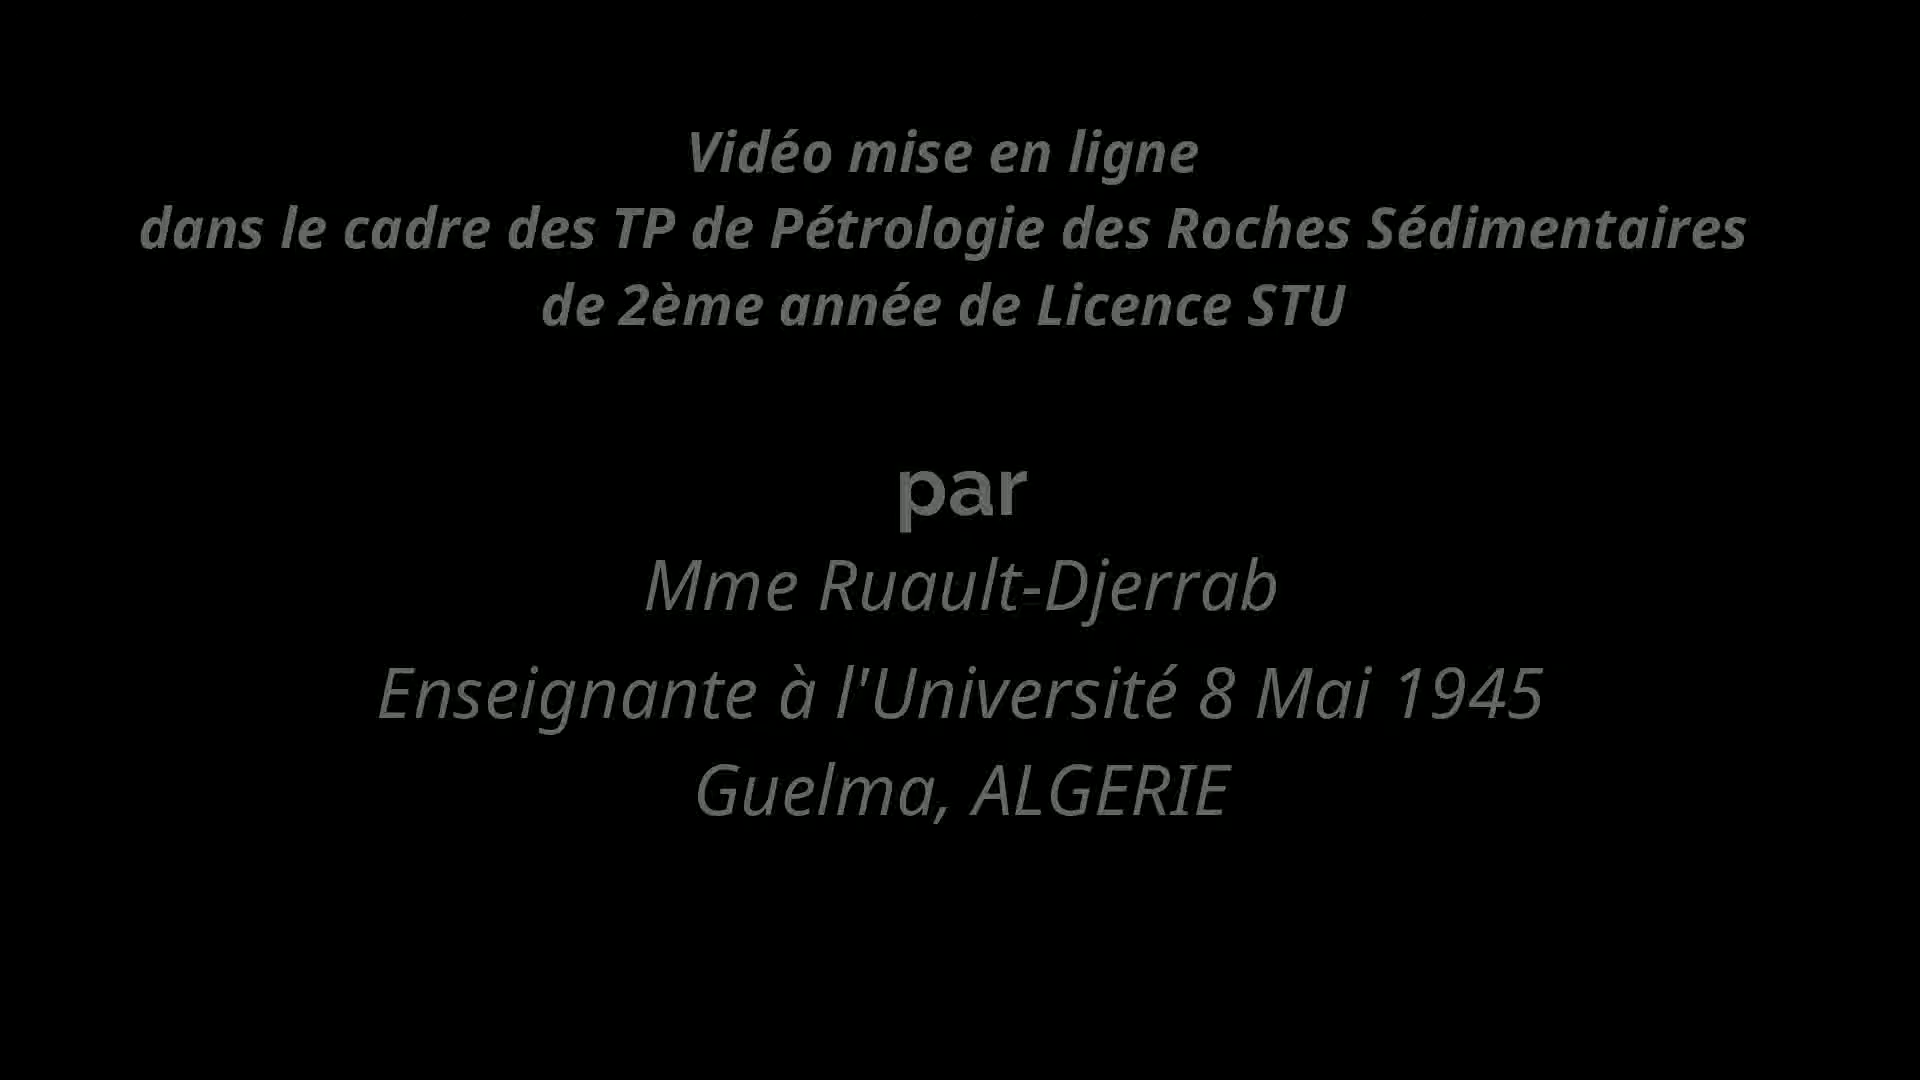 Vidéo mise en ligne
dans le cadre des TP de Pétrologie des Roches Sédimentaires
de 2ème année de Licence STU
par
Mme Ruault-Djerrab
Enseignante à l'Université 8 Mai 1945
Guelma, ALGERIE